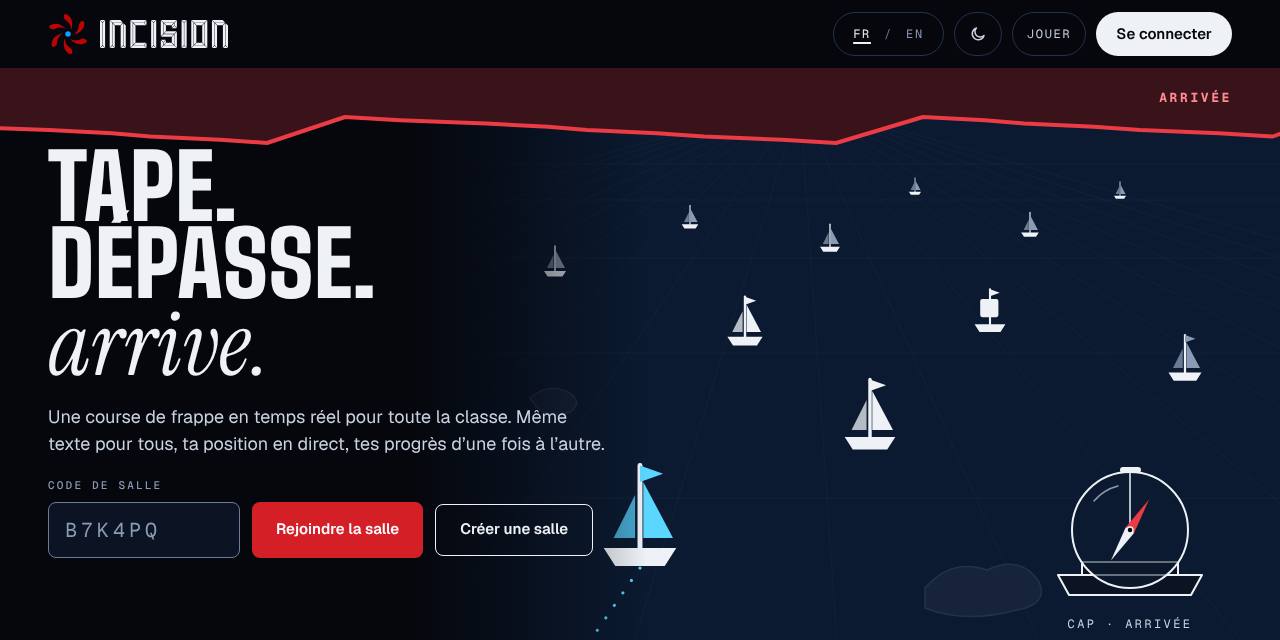 INCISION
FR / EN
JOUER
Se connecter
ARRIVÉE
TAPE.
DÉPASSE.
arrive.
Une course de frappe en temps réel pour toute la classe. Même
texte pour tous, ta position en direct, tes progrès d’une fois à l’autre.
CODE DE SALLE
B7K4PQ
Rejoindre la salle
Créer une salle
CAP · ARRIVÉE